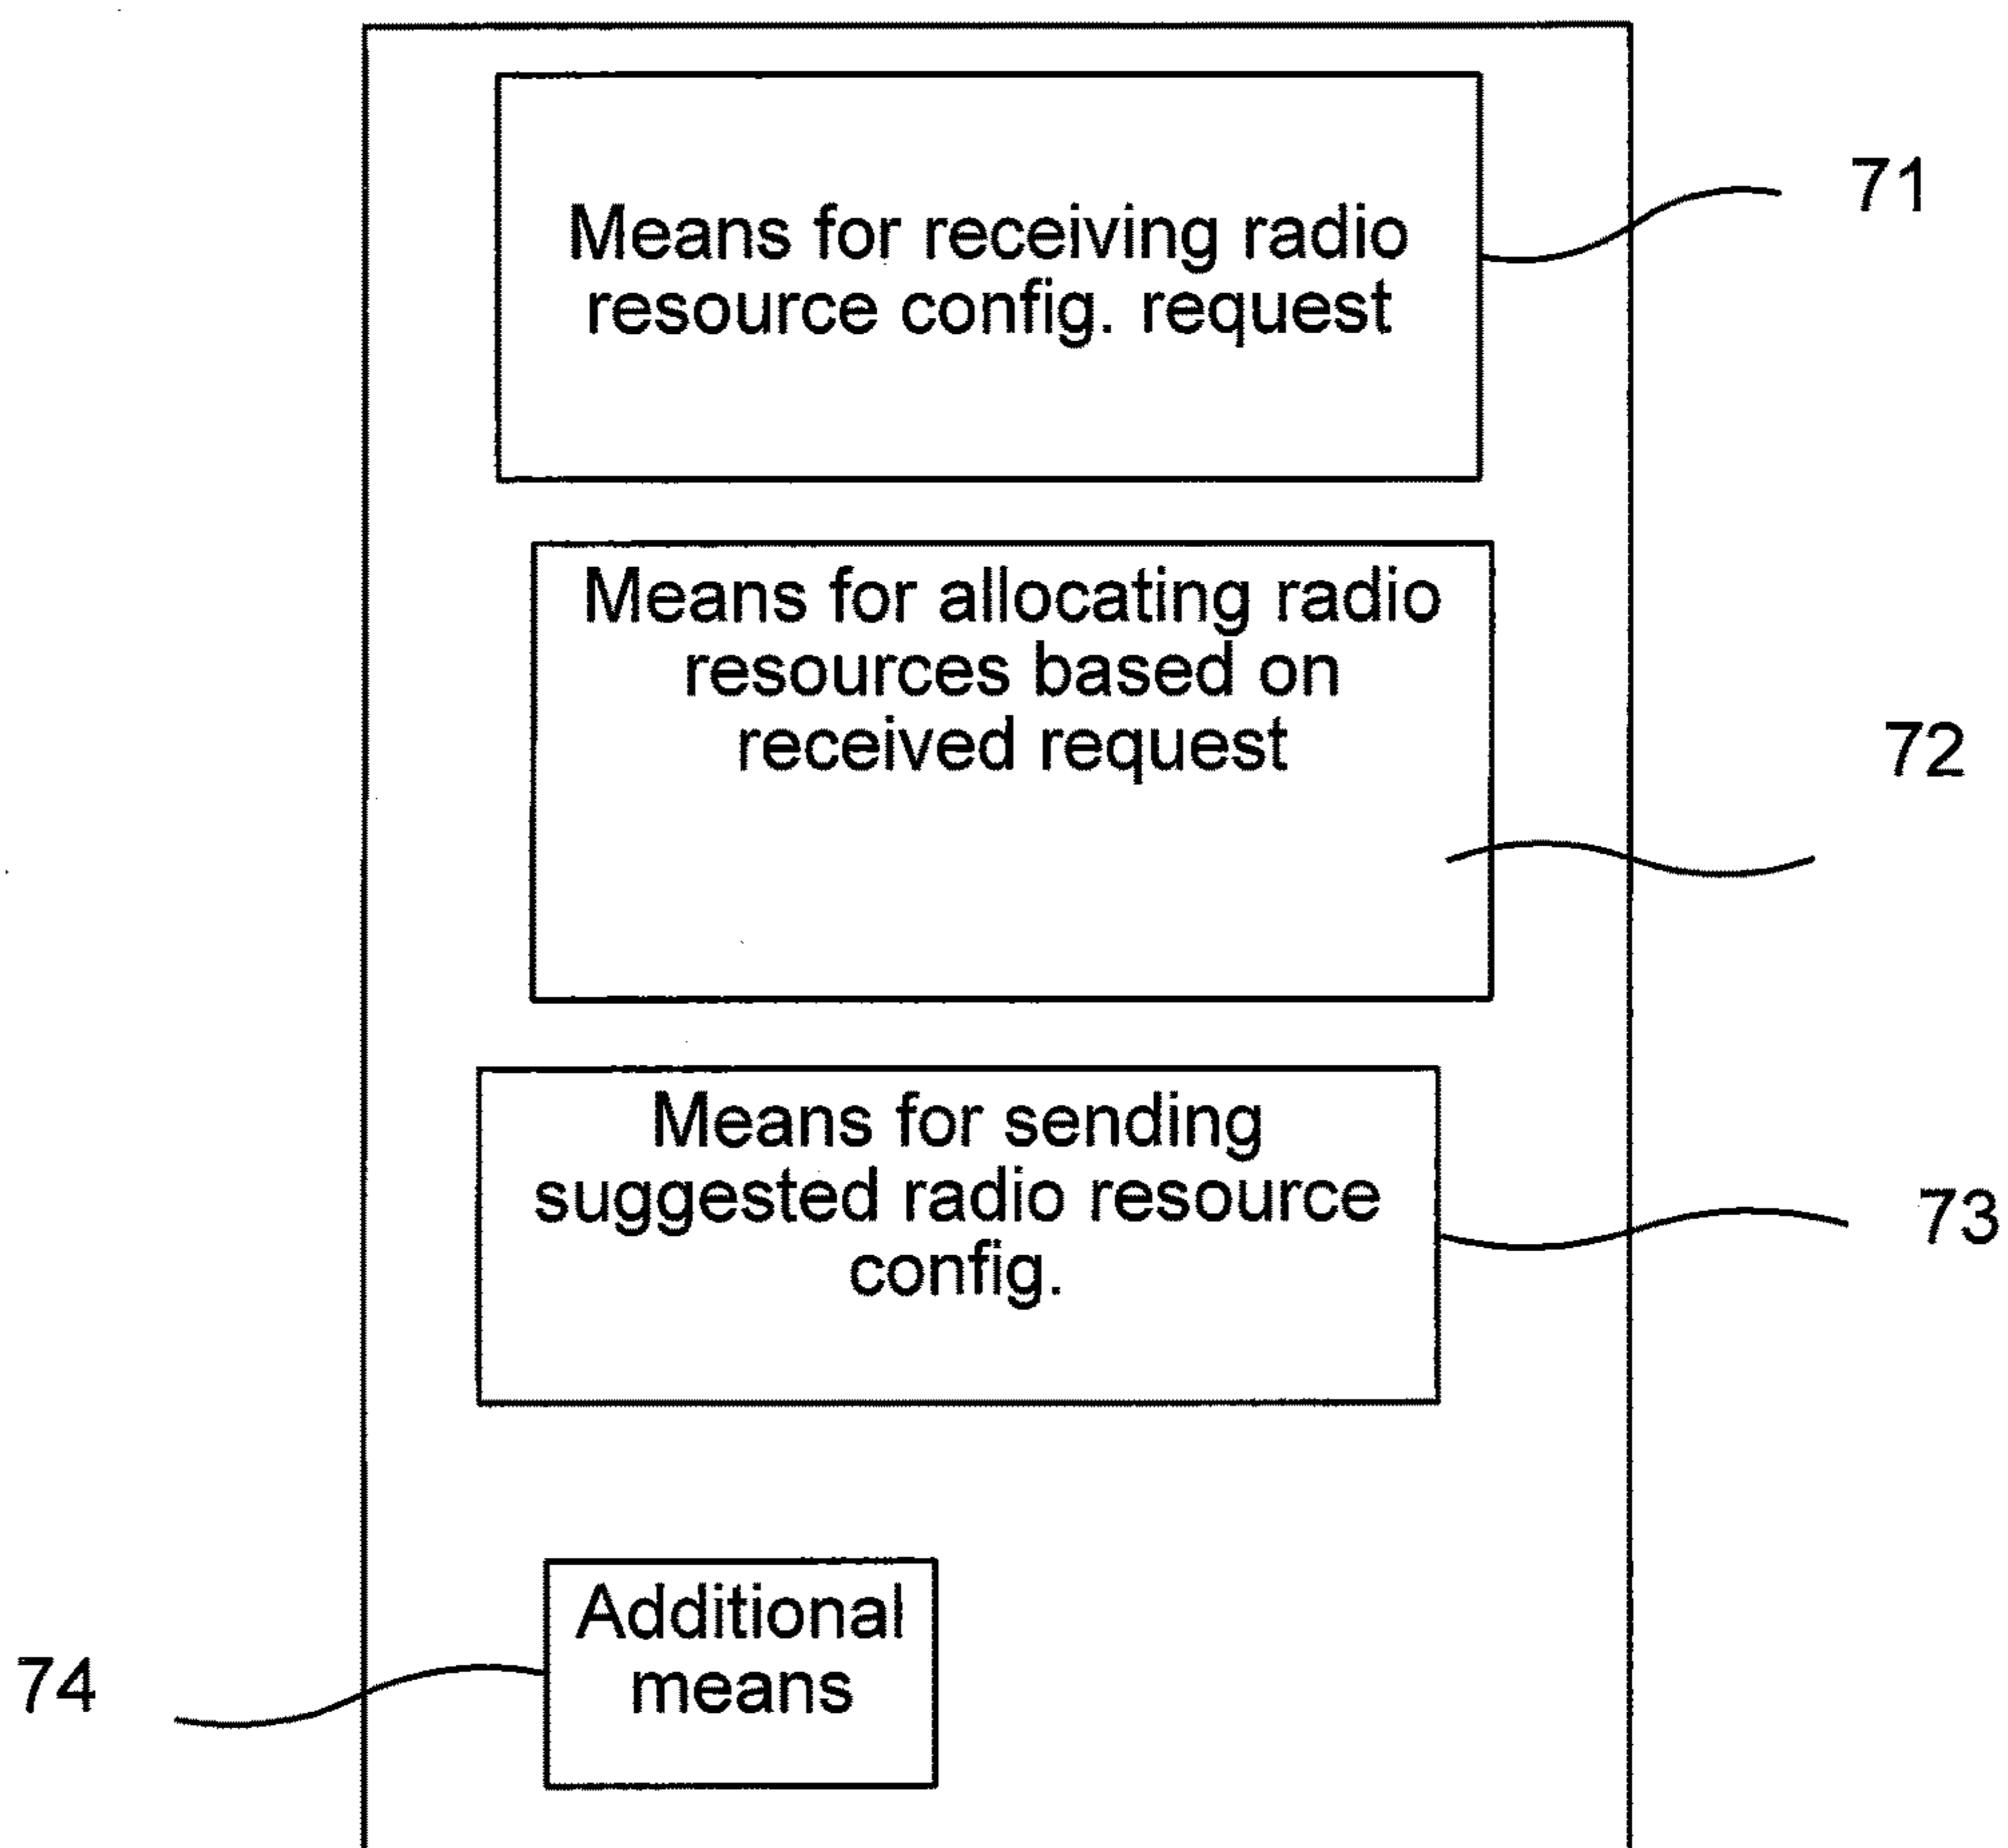 Means for receiving radio
resource config. request
71
Means for allocating radio
resources based on
received request
72
Means for sending
suggested radio resource
config.
73
Additional
means
74